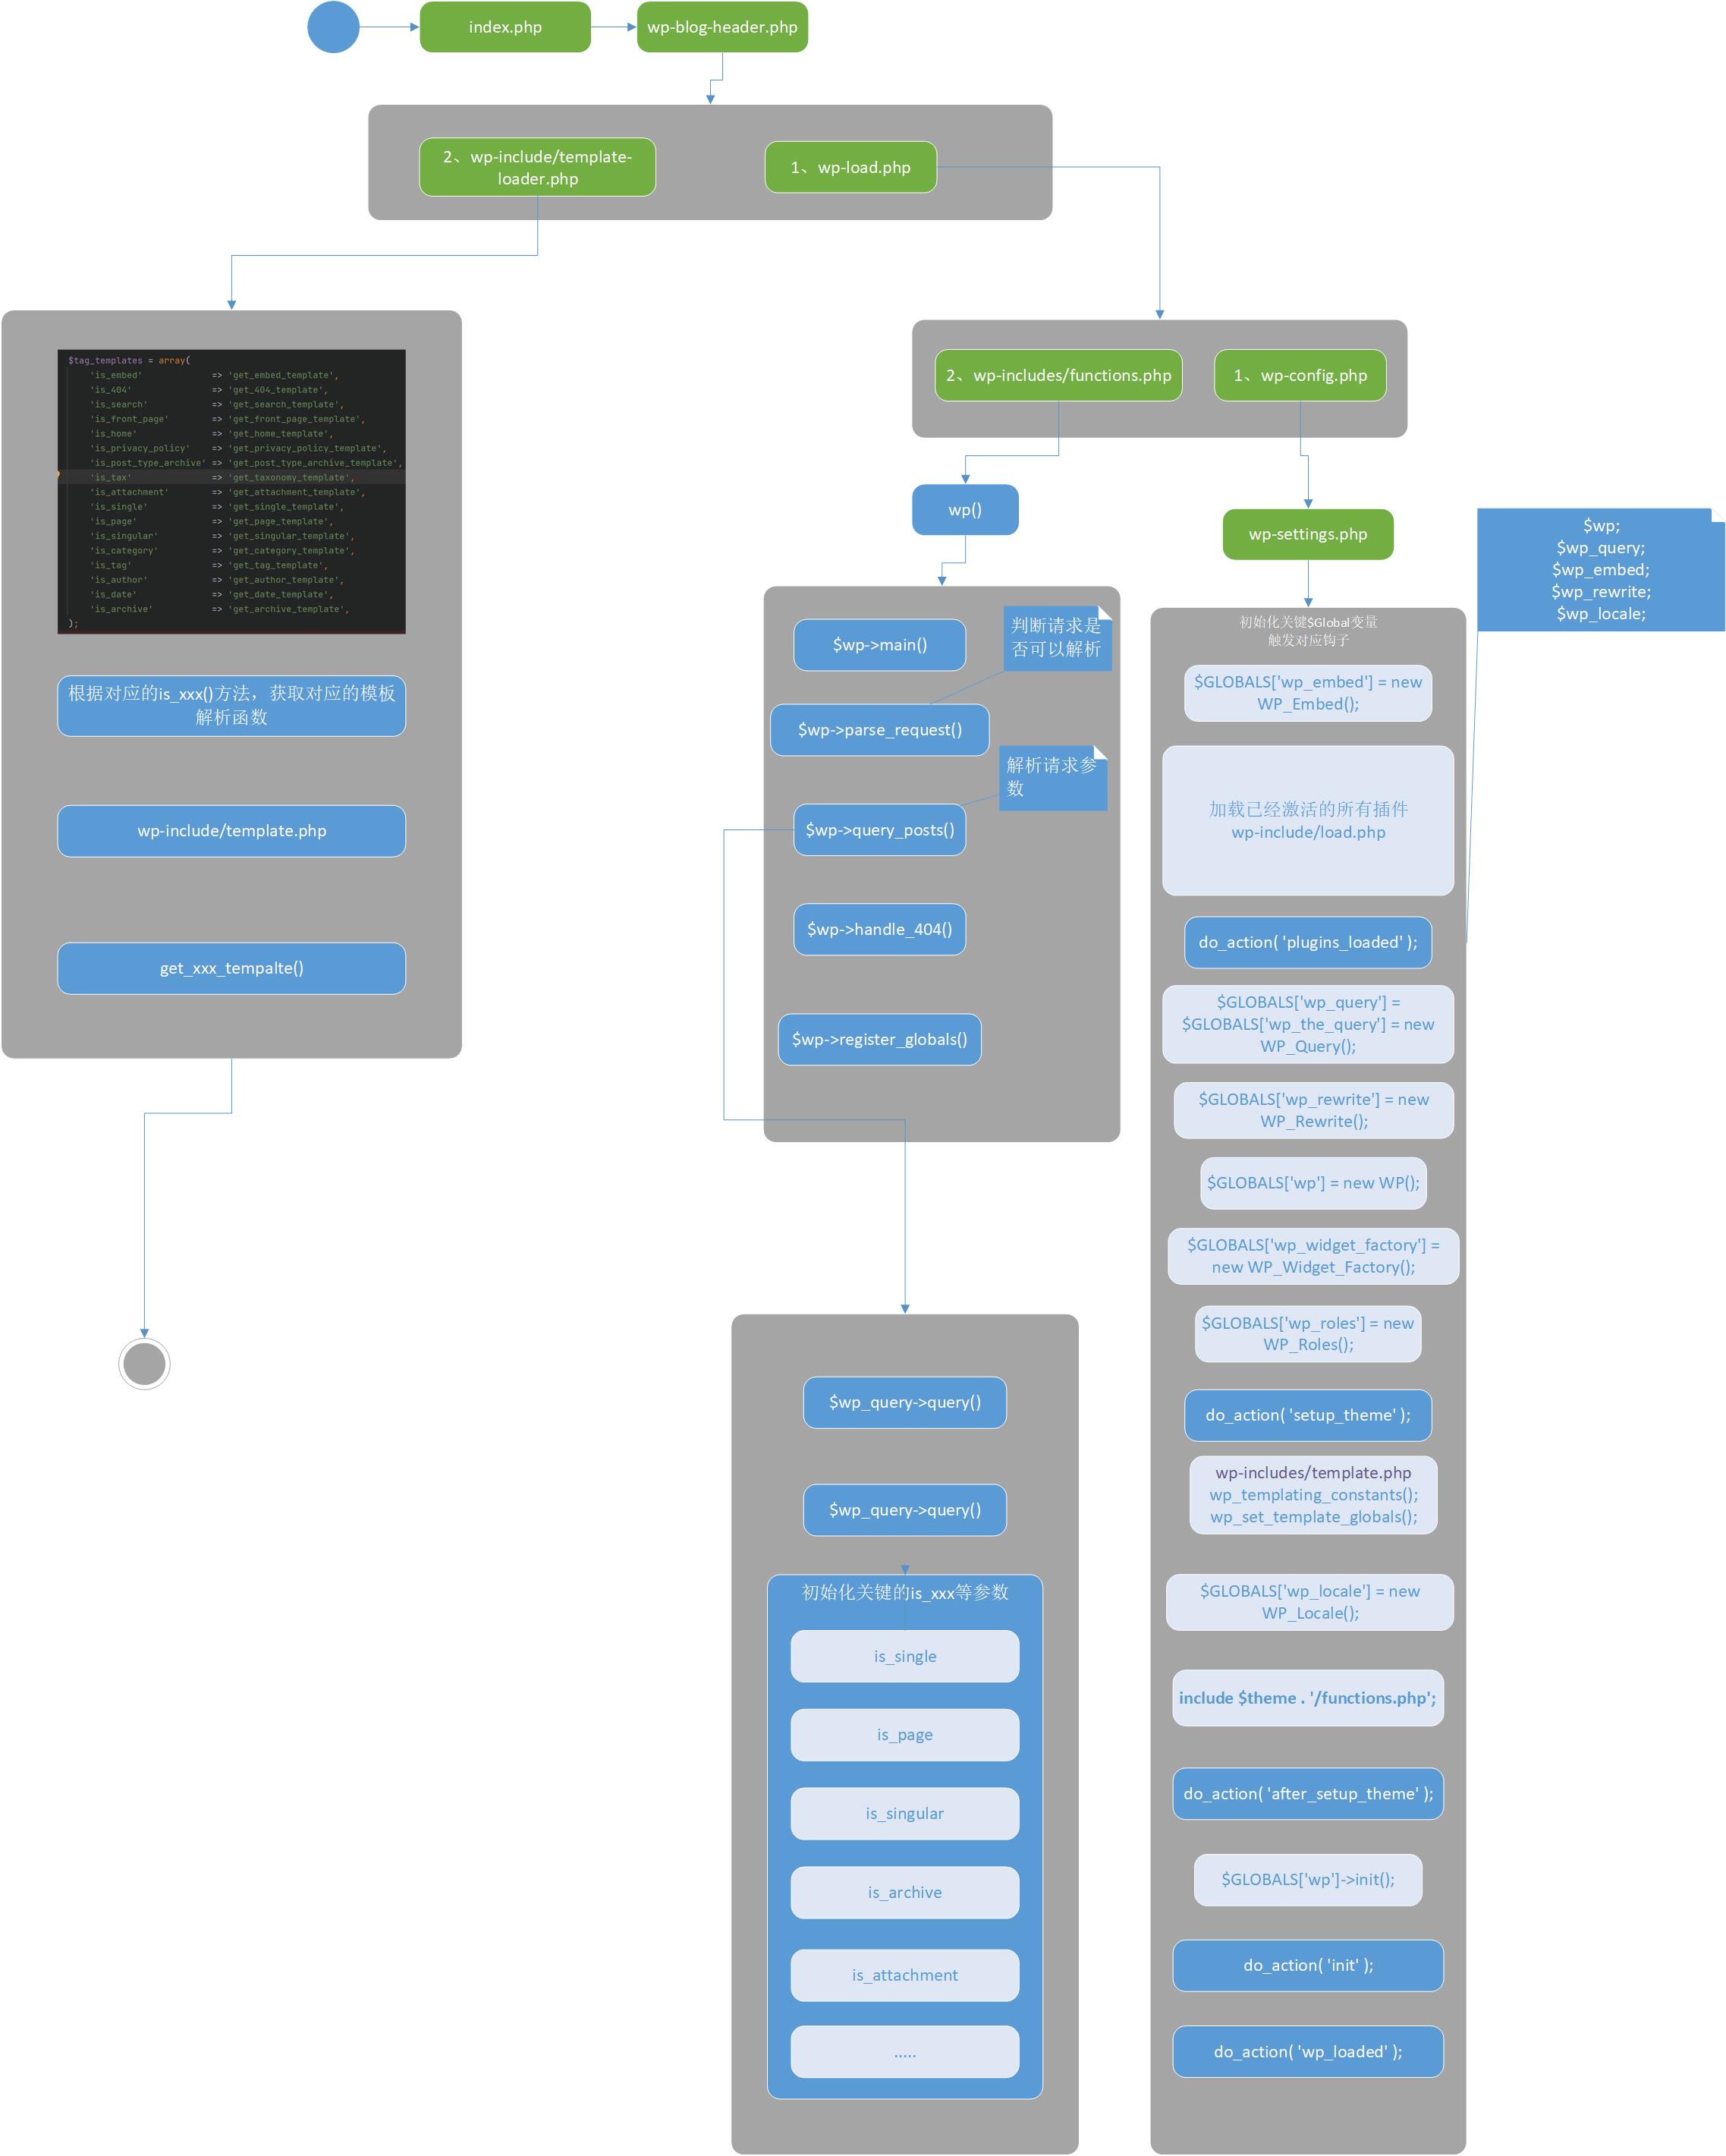 index.php
wp-blog-header.php
2、wp-include/template-
loader.php
1、wp-load.php
$tag_templates = array(
'is_embed' => 'get_embed_template',
'is_404' => 'get_404_template',
'is_search' => 'get_search_template',
'is_front_page' => 'get_front_page_template',
'is_home' => 'get_home_template',
'is_privacy_policy' => 'get_privacy_policy_template',
'is_post_type_archive' => 'get_post_type_archive_template',
'is_tax' => 'get_taxonomy_template',
'is_attachment' => 'get_attachment_template',
'is_single' => 'get_single_template',
'is_page' => 'get_page_template',
'is_singular' => 'get_singular_template',
'is_category' => 'get_category_template',
'is_tag' => 'get_tag_template',
'is_author' => 'get_author_template',
'is_date' => 'get_date_template',
'is_archive' => 'get_archive_template',
);
根据对应的is_xxx()方法，获取对应的模板
解析函数
wp-include/template.php
get_xxx_tempalte()
2、wp-includes/functions.php
1、wp-config.php
wp()
$wp->main()
判断请求是
否可以解析
$wp->parse_request()
解析请求参
数
$wp->query_posts()
$wp->handle_404()
$wp->register_globals()
$wp_query->query()
$wp_query->query()
初始化关键的is_xxx等参数
is_single
is_page
is_singular
is_archive
is_attachment
.....
wp-settings.php
$wp;
$wp_query;
$wp_embed;
$wp_rewrite;
$wp_locale;
初始化关键$Global变量
触发对应钩子
$GLOBALS['wp_embed'] = new
WP_Embed();
加载已经激活的所有插件
wp-include/load.php
do_action( 'plugins_loaded' );
$GLOBALS['wp_query'] =
$GLOBALS['wp_the_query'] = new
WP_Query();
$GLOBALS['wp_rewrite'] = new
WP_Rewrite();
$GLOBALS['wp'] = new WP();
$GLOBALS['wp_widget_factory'] =
new WP_Widget_Factory();
$GLOBALS['wp_roles'] = new
WP_Roles();
do_action( 'setup_theme' );
wp-includes/template.php
wp_templating_constants();
wp_set_template_globals();
$GLOBALS['wp_locale'] = new
WP_Locale();
include $theme . '/functions.php';
do_action( 'after_setup_theme' );
$GLOBALS['wp']->init();
do_action( 'init' );
do_action( 'wp_loaded' );